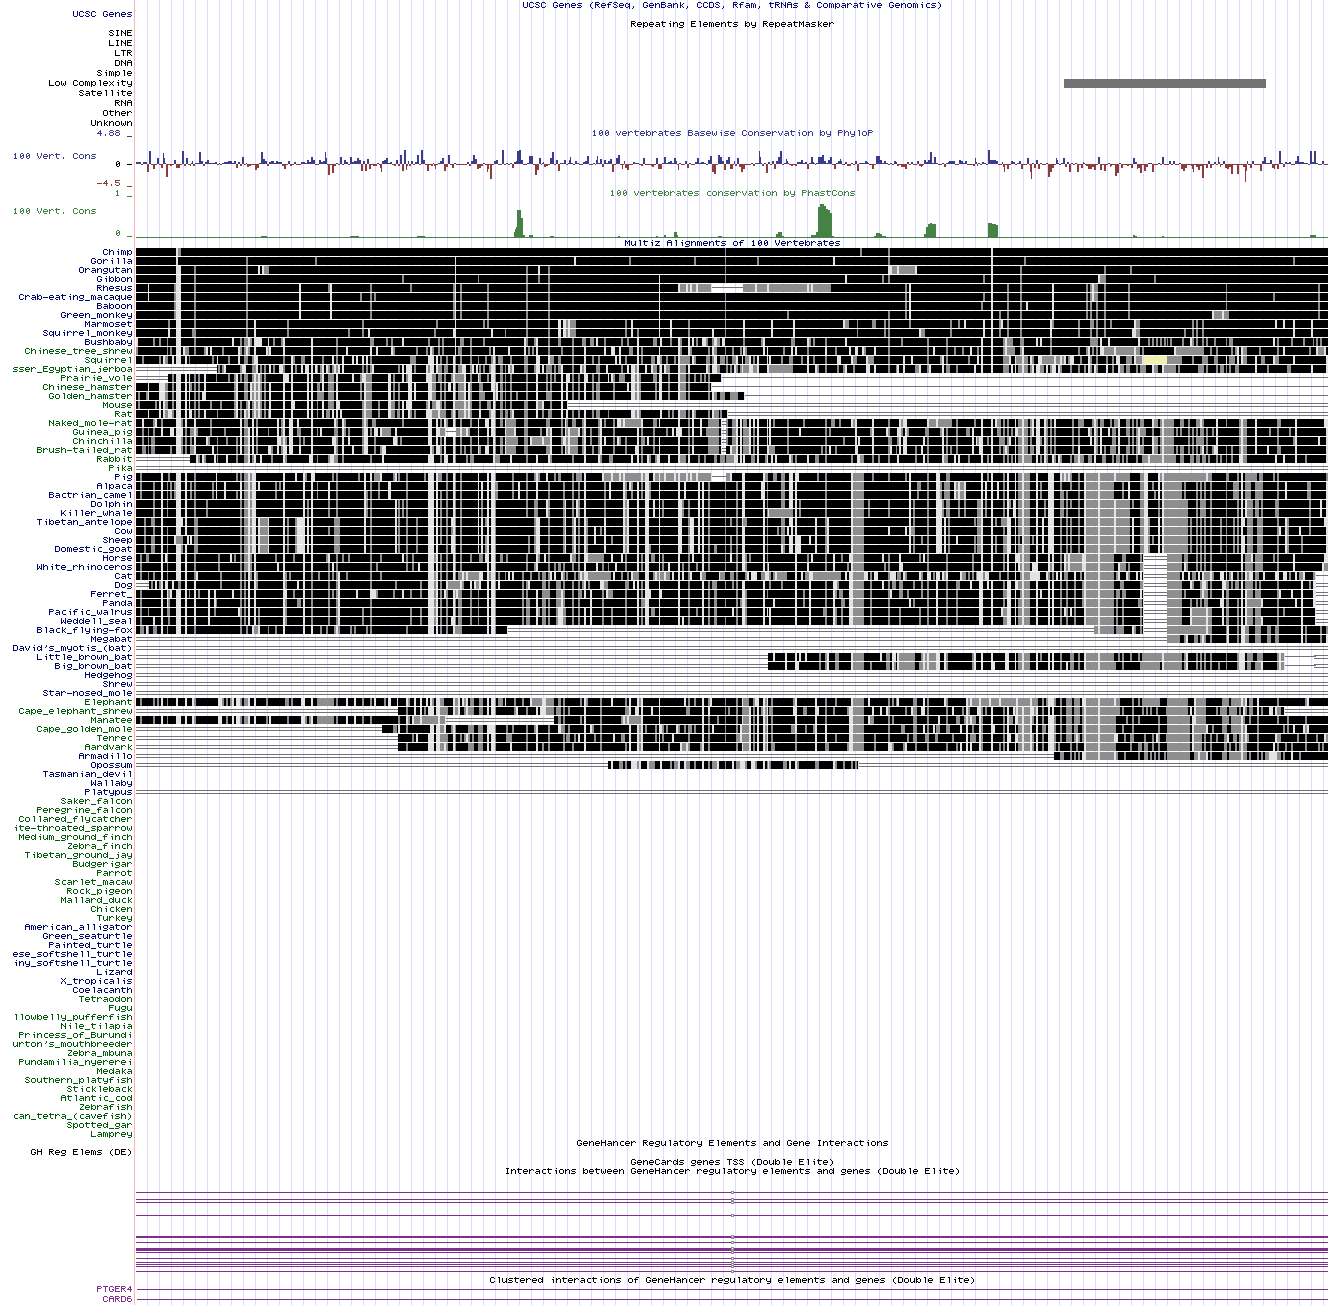 UCSC Genes (RefSeq, GenBank, CCDS, Rfam, tRNAs & Comparative Genomics)
UCSC Genes
Repeating Elements by RepeatMasker
SINE
LINE
LTR
DNA
Simple
Low Complexity
Satellite
RNA
Other
Unknown
4.88 _
100 vertebrates Basewise Conservation by PhyloP
100 Vert. Cons
0 _
-4.5 _
1 _
100 vertebrates conservation by PhastCons
100 Vert. Cons
0 _
Multiz Alignments of 100 Vertebrates
Chimp
Gorilla
Orangutan
Gibbon
Rhesus
Crab-eating_macaque
Baboon
Green_monkey
Marmoset
Squirrel_monkey
Bushbaby
Chinese_tree_shrew
Squirrel
sser_Egyptian_jerboa
Prairie_vole
Chinese_hamster
Golden_hamster
Mouse
Rat
Naked_mole-rat
Guinea_pig
Chinchilla
Brush-tailed_rat
Rabbit
Pika
Pig
Alpaca
Bactrian_camel
Dolphin
Killer_whale
Tibetan_antelope
Cow
Sheep
Domestic_goat
Horse
White_rhinoceros
Cat
Dog
Ferret_
Panda
Pacific_walrus
Weddell_seal
Black_flying-fox
Megabat
David's_myotis_(bat)
Little_brown_bat
Big_brown_bat
Hedgehog
Shrew
Star-nosed_mole
Elephant
Cape_elephant_shrew
Manatee
Cape_golden_mole
Tenrec
Aardvark
Armadillo
Opossum
Tasmanian_devil
Wallaby
Platypus
Saker_falcon
Peregrine_falcon
Collared_flycatcher
ite-throated_sparrow
Medium_ground_finch
Zebra_finch
Tibetan_ground_jay
Budgerigar
Parrot
Scarlet_macaw
Rock_pigeon
Mallard_duck
Chicken
Turkey
American_alligator
Green_seaturtle
Painted_turtle
ese_softshell_turtle
iny_softshell_turtle
Lizard
X_tropicalis
Coelacanth
Tetraodon
Fugu
llowbelly_pufferfish
Nile_tilapia
Princess_of_Burundi
urton's_mouthbreeder
Zebra_mbuna
Pundamilia_nyererei
Medaka
Southern_platyfish
Stickleback
Atlantic_cod
Zebrafish
can_tetra_(cavefish)
Spotted_gar
Lamprey
GeneHancer Regulatory Elements and Gene Interactions
GH Reg Elems (DE)
GeneCards genes TSS (Double Elite)
Interactions between GeneHancer regulatory elements and genes (Double Elite)
Clustered interactions of GeneHancer regulatory elements and genes (Double Elite)
PTGER4
CARD6